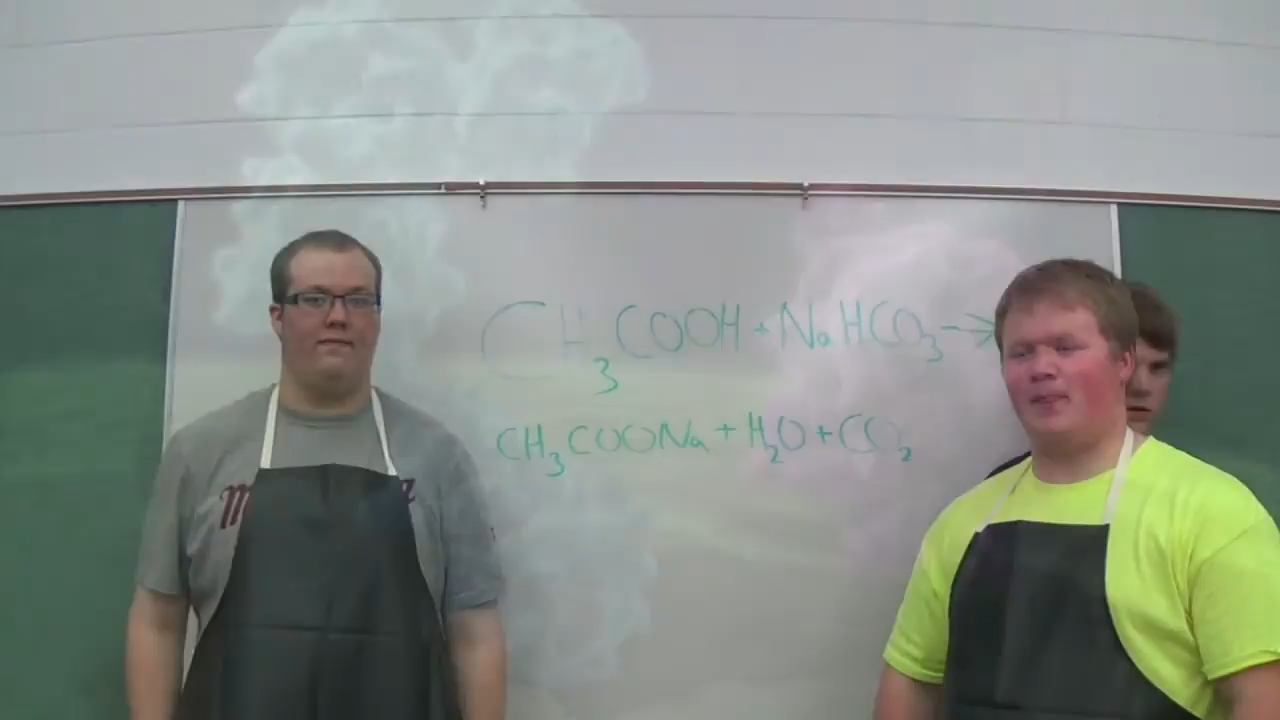 CH₃COOH + NaHCO₃ →
CH₃COONa + H₂O + CO₂